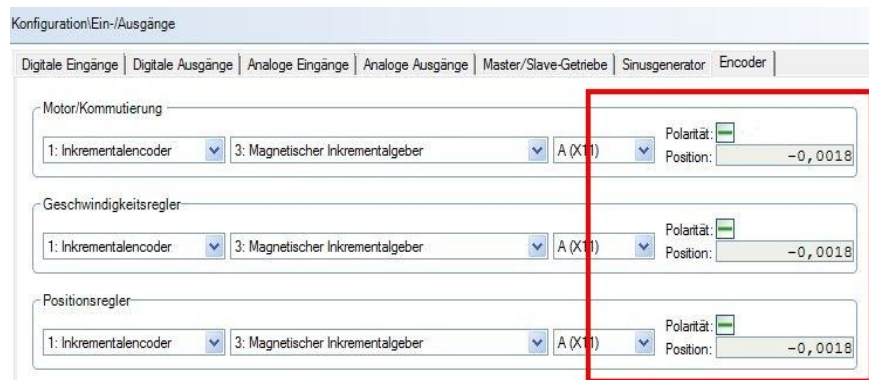 Konfiguration\Ein-/Ausgänge
Digitale Eingänge Digitale Ausgänge Analoge Eingänge Analoge Ausgänge Master/Slave-Getriebe Sinusgenerator Encoder
Motor/Kommutierung
Polarität:
1: Inkrementalencoder 3: Magnetischer Inkrementalgeber A (X11) Position: -0,0018
Geschwindigkeitsregler
Polarität:
1: Inkrementalencoder 3: Magnetischer Inkrementalgeber A (X11) Position: -0,0018
Positionsregler
Polarität:
1: Inkrementalencoder 3: Magnetischer Inkrementalgeber A (X11) Position: -0,0018